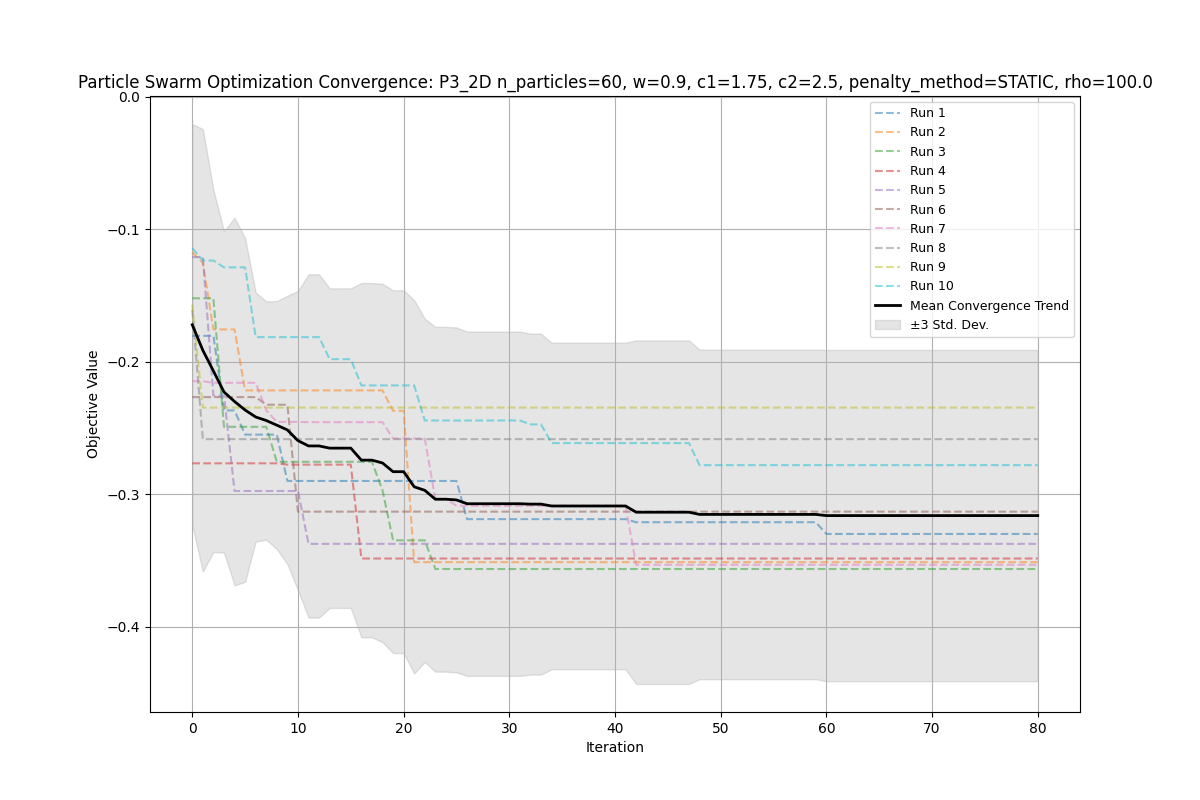 Particle Swarm Optimization Convergence: P3_2D n_particles=60, w=0.9, c1=1.75, c2=2.5, penalty_method=STATIC, rho=100.0
0.0
−0.1
−0.2
−0.3
−0.4
Objective Value
Run 1
Run 2
Run 3
Run 4
Run 5
Run 6
Run 7
Run 8
Run 9
Run 10
Mean Convergence Trend
±3 Std. Dev.
0 10 20 30 40 50 60 70 80
Iteration